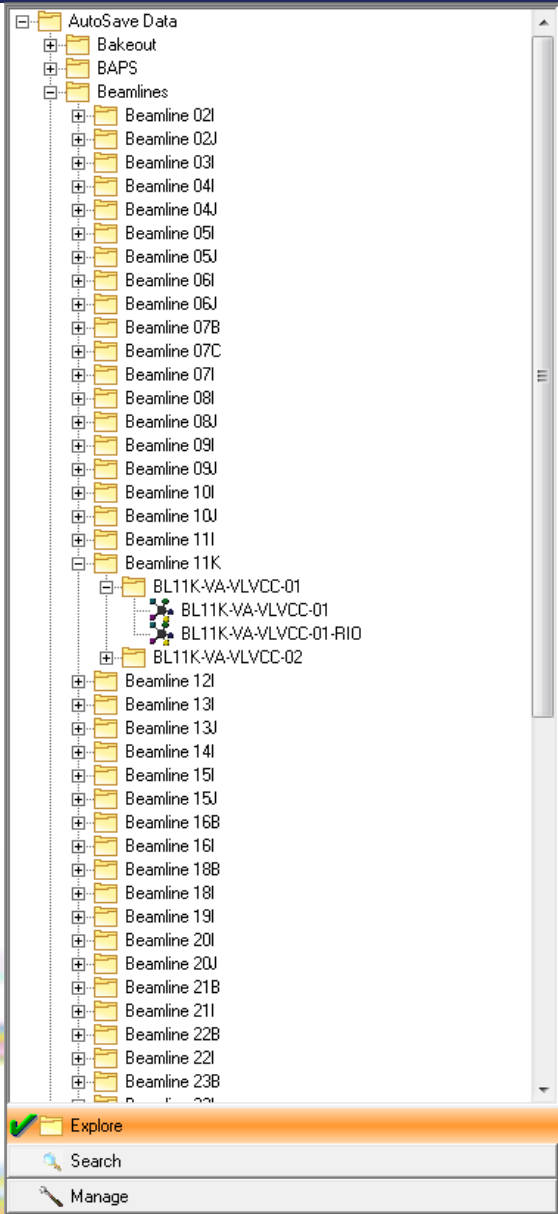 AutoSave Data
Bakeout
BAPS
Beamlines
Beamline 02I
Beamline 02J
Beamline 03I
Beamline 04I
Beamline 04J
Beamline 05I
Beamline 05J
Beamline 06I
Beamline 06J
Beamline 07B
Beamline 07C
Beamline 07I
Beamline 08I
Beamline 08J
Beamline 09I
Beamline 09J
Beamline 10I
Beamline 10J
Beamline 11I
Beamline 11K
BL11K-VA-VLVCC-01
BL11K-VA-VLVCC-01
BL11K-VA-VLVCC-01-RIO
BL11K-VA-VLVCC-02
Beamline 12I
Beamline 13I
Beamline 13J
Beamline 14I
Beamline 15I
Beamline 15J
Beamline 16B
Beamline 16I
Beamline 18B
Beamline 18I
Beamline 19I
Beamline 20I
Beamline 20J
Beamline 21B
Beamline 21I
Beamline 22B
Beamline 22I
Beamline 23B
Explore
Search
Manage